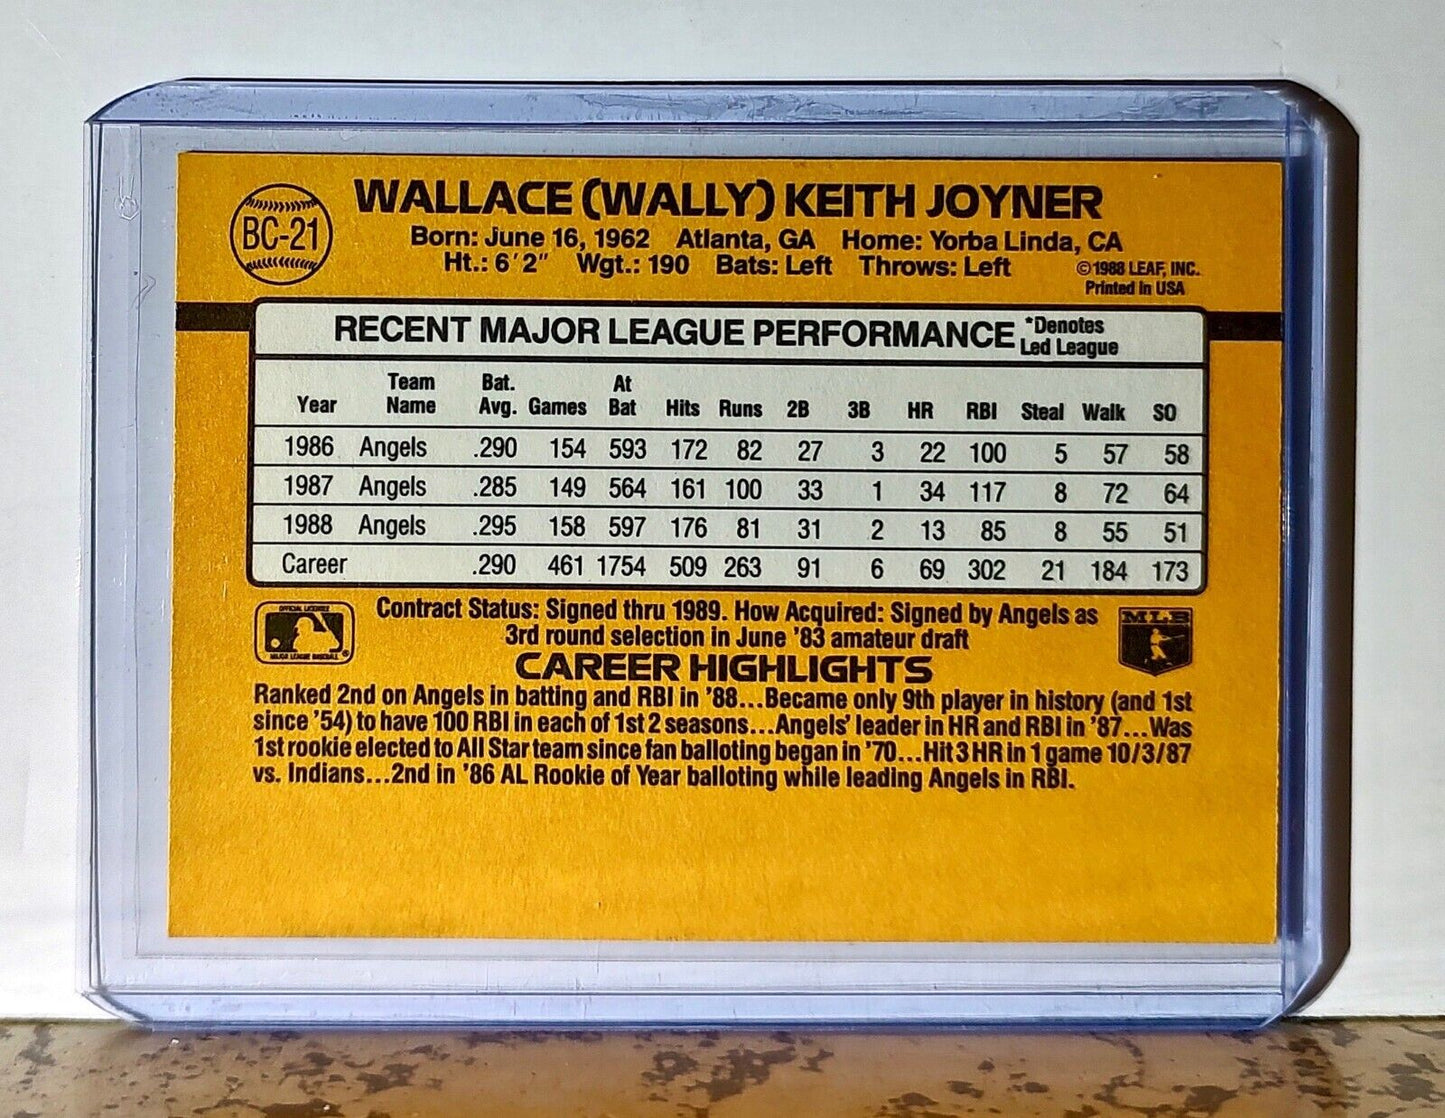 BC-21
WALLACE (WALLY) KEITH JOYNER
Born: June 16, 1962 Atlanta, GA Home: Yorba Linda, CA
Ht.: 6'2" Wgt.: 190 Bats: Left Throws: Left
©1988 LEAF, INC.
Printed in USA
RECENT MAJOR LEAGUE PERFORMANCE *Denotes
Led League
Team Bat. At
Year Name Avg. Games Bat Hits Runs 2B 3B HR RBI Steal Walk SO
1986 Angels .290 154 593 172 82 27 3 22 100 5 57 58
1987 Angels .285 149 564 161 100 33 1 34 117 8 72 64
1988 Angels .295 158 597 176 81 31 2 13 85 8 55 51
Career .290 461 1754 509 263 91 6 69 302 21 184 173
OFFICIAL LICENSEE
MAJOR LEAGUE BASEBALL ®
Contract Status: Signed thru 1989. How Acquired: Signed by Angels as
3rd round selection in June '83 amateur draft
MLB
CAREER HIGHLIGHTS
Ranked 2nd on Angels in batting and RBI in '88...Became only 9th player in history (and 1st
since '54) to have 100 RBI in each of 1st 2 seasons...Angels' leader in HR and RBI in '87...Was
1st rookie elected to All Star team since fan balloting began in '70...Hit 3 HR in 1 game 10/3/87
vs. Indians...2nd in '86 AL Rookie of Year balloting while leading Angels in RBI.